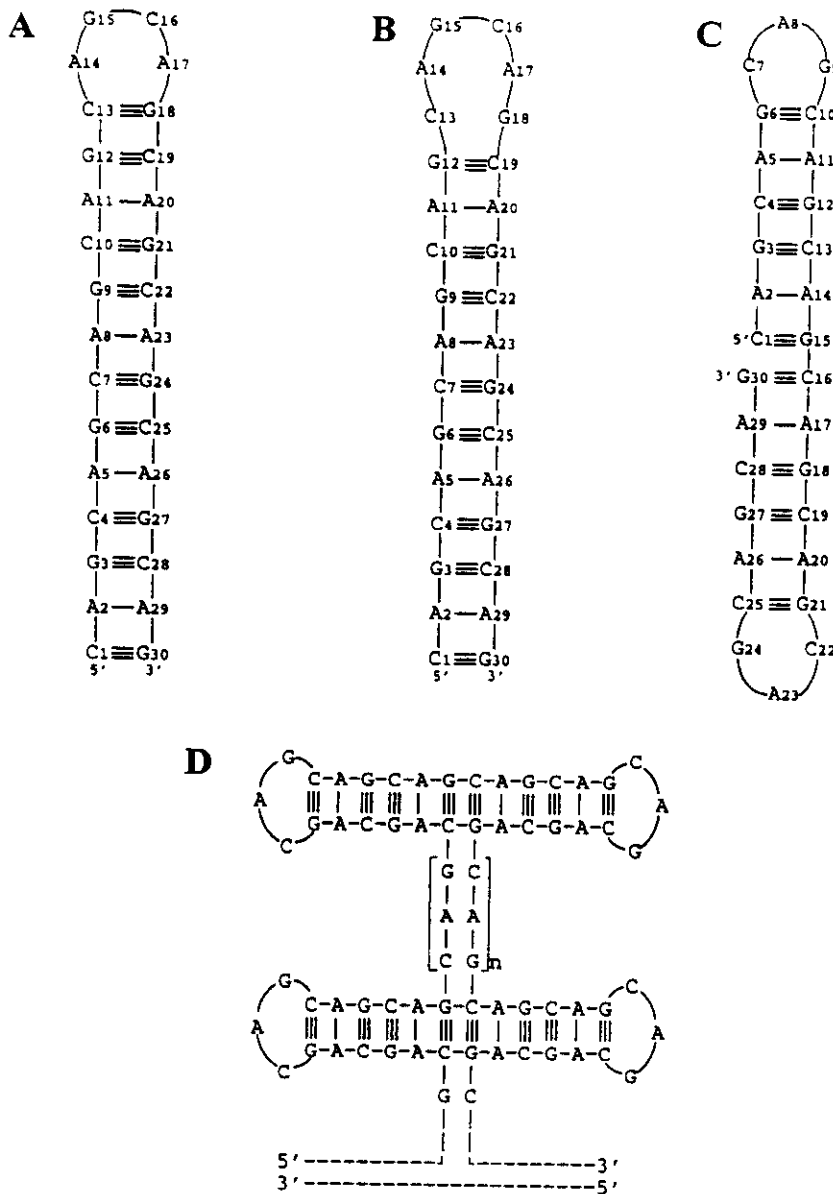 A
G15 C16
A14 A17
C13≡G18
G12≡C19
A11—A20
C10≡G21
G9≡C22
A8—A23
C7≡G24
G6≡C25
A5—A26
C4≡G27
G3≡C28
A2—A29
C1≡G30
5' 3'
B
G15 C16
A14 A17
C13 G18
G12≡C19
A11—A20
C10≡G21
G9≡C22
A8—A23
C7≡G24
G6≡C25
A5—A26
C4≡G27
G3≡C28
A2—A29
C1≡G30
5' 3'
C
A8
C7 G
G6≡C10
A5—A11
C4≡G12
G3≡C13
A2—A14
5'C1≡G15
3'G30≡C16
A29—A17
C28≡G18
G27≡C19
A26—A20
C25≡G21
G24 C22
A23
D
G C
C-A-G-C-A-G-C-A-G-C-A-G
A A
G-A-C-G-A-C-G-A-C-G-A-C
C G
G C
A A
C G n
G C
C-A-G-C-A-G-C-A-G-C-A-G
A A
G-A-C-G-A-C-G-A-C-G-A-C
C G
G C
5' 3'
3' 5'